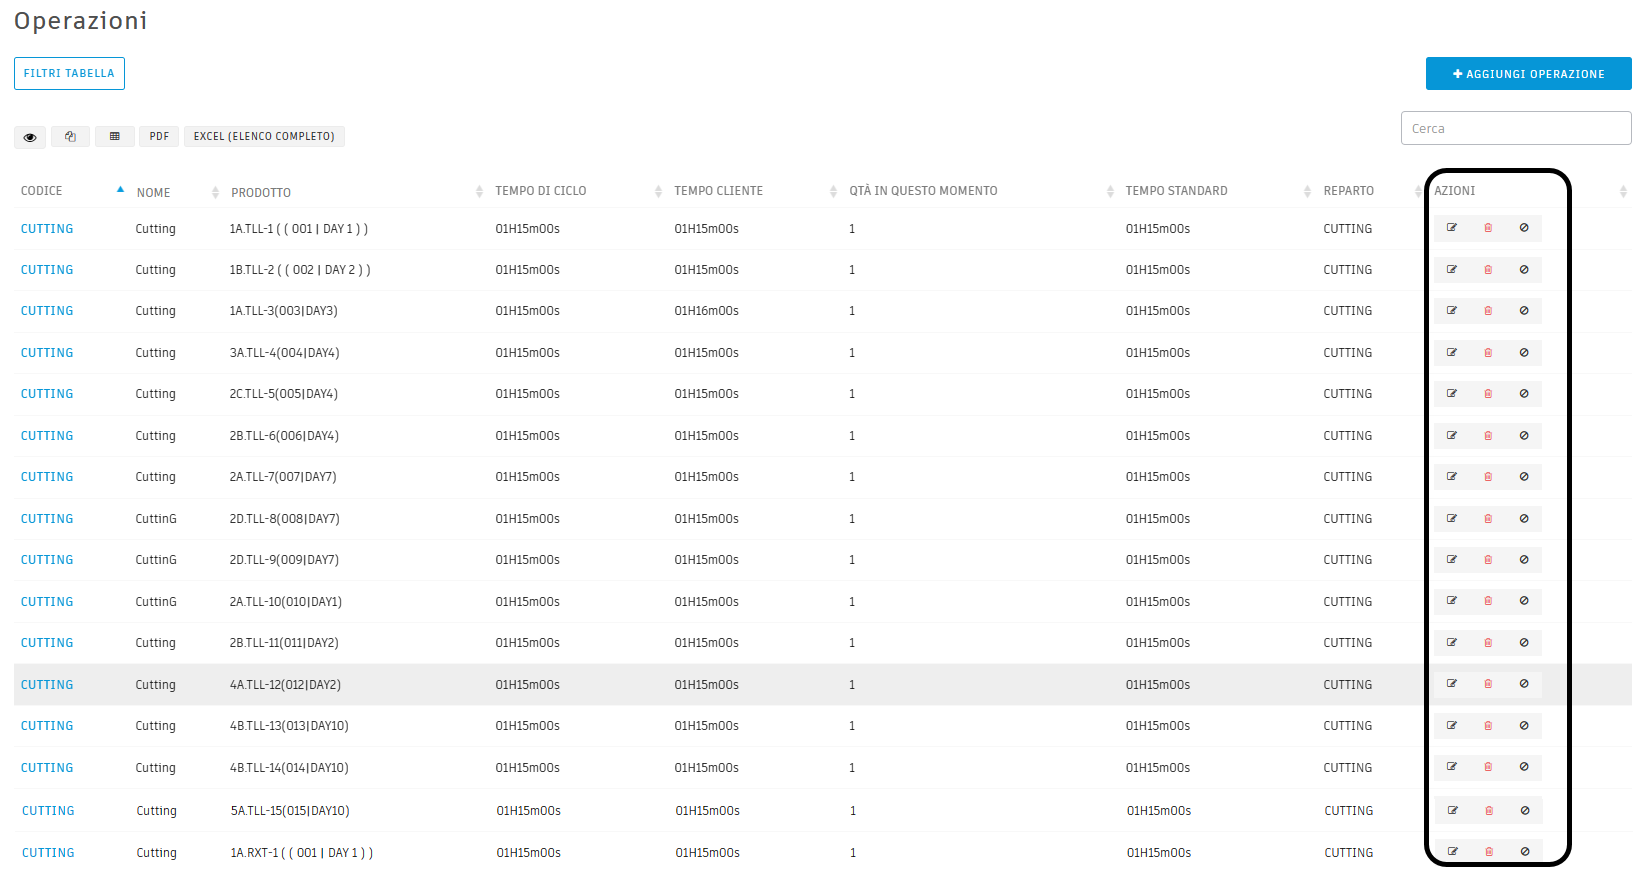 Operazioni
FILTRI TABELLA
AGGIUNGI OPERAZIONE
PDF EXCEL (ELENCO COMPLETO)
Cerca
CODICE NOME PRODOTTO TEMPO DI CICLO TEMPO CLIENTE QTÀ IN QUESTO MOMENTO TEMPO STANDARD REPARTO AZIONI
CUTTING Cutting 1A.TLL-1 ( ( 001 | DAY 1 ) ) 01H15m00s 01H15m00s 1 01H15m00s CUTTING
CUTTING Cutting 1B.TLL-2 ( ( 002 | DAY 2 ) ) 01H15m00s 01H15m00s 1 01H15m00s CUTTING
CUTTING Cutting 1A.TLL-3(003|DAY3) 01H15m00s 01H16m00s 1 01H15m00s CUTTING
CUTTING Cutting 3A.TLL-4(004|DAY4) 01H15m00s 01H15m00s 1 01H15m00s CUTTING
CUTTING Cutting 2C.TLL-5(005|DAY4) 01H15m00s 01H15m00s 1 01H15m00s CUTTING
CUTTING Cutting 2B.TLL-6(006|DAY4) 01H15m00s 01H15m00s 1 01H15m00s CUTTING
CUTTING Cutting 2A.TLL-7(007|DAY7) 01H15m00s 01H15m00s 1 01H15m00s CUTTING
CUTTING CuttinG 2D.TLL-8(008|DAY7) 01H15m00s 01H15m00s 1 01H15m00s CUTTING
CUTTING CuttinG 2D.TLL-9(009|DAY7) 01H15m00s 01H15m00s 1 01H15m00s CUTTING
CUTTING CuttinG 2A.TLL-10(010|DAY1) 01H15m00s 01H15m00s 1 01H15m00s CUTTING
CUTTING Cutting 2B.TLL-11(011|DAY2) 01H15m00s 01H15m00s 1 01H15m00s CUTTING
CUTTING Cutting 4A.TLL-12(012|DAY2) 01H15m00s 01H15m00s 1 01H15m00s CUTTING
CUTTING Cutting 4B.TLL-13(013|DAY10) 01H15m00s 01H15m00s 1 01H15m00s CUTTING
CUTTING Cutting 4B.TLL-14(014|DAY10) 01H15m00s 01H15m00s 1 01H15m00s CUTTING
CUTTING Cutting 5A.TLL-15(015|DAY10) 01H15m00s 01H15m00s 1 01H15m00s CUTTING
CUTTING Cutting 1A.RXT-1 ( ( 001 | DAY 1 ) ) 01H15m00s 01H15m00s 1 01H15m00s CUTTING